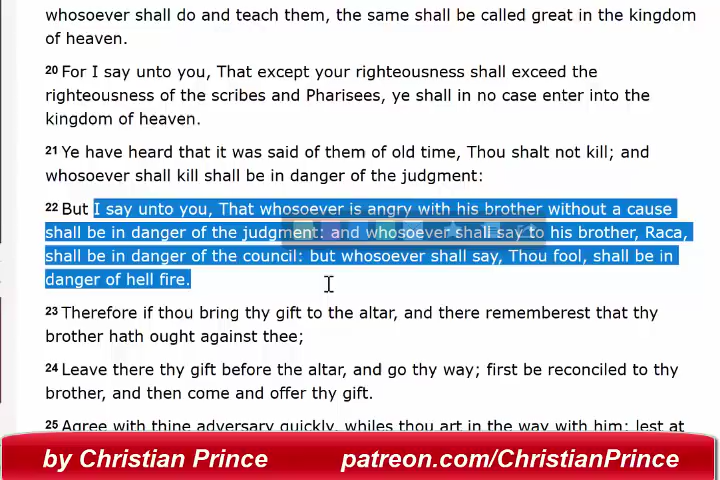 whosoever shall do and teach them, the same shall be called great in the kingdom
of heaven.
20 For I say unto you, That except your righteousness shall exceed the
righteousness of the scribes and Pharisees, ye shall in no case enter into the
kingdom of heaven.
21 Ye have heard that it was said of them of old time, Thou shalt not kill; and
whosoever shall kill shall be in danger of the judgment:
22 But I say unto you, That whosoever is angry with his brother without a cause
shall be in danger of the judgment: and whosoever shall say to his brother, Raca,
shall be in danger of the council: but whosoever shall say, Thou fool, shall be in
danger of hell fire.
23 Therefore if thou bring thy gift to the altar, and there rememberest that thy
brother hath ought against thee;
24 Leave there thy gift before the altar, and go thy way; first be reconciled to thy
brother, and then come and offer thy gift.
25 Agree with thine adversary quickly, whiles thou art in the way with him; lest at
by Christian Prince patreon.com/ChristianPrince